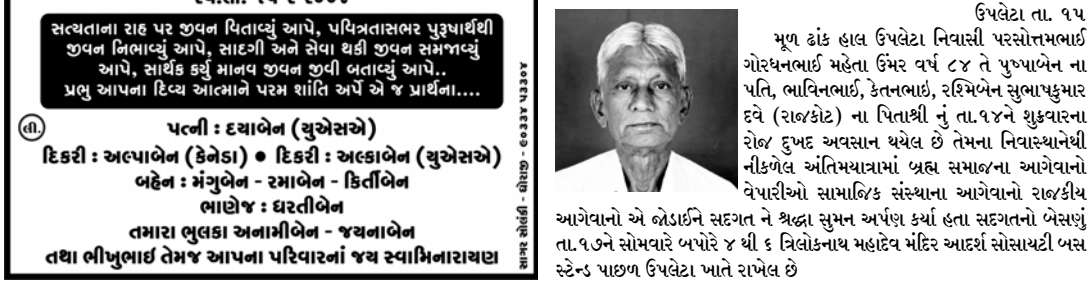 સત્યતાના રાહ પર જીવન વિતાવ્યું આપે, પવિત્રતાસભર પુરૂષાર્થથી
જીવન નિભાવ્યું આપે, સાદગી અને સેવા થકી જીવન સમજાવ્યું
આપે, સાર્થક કર્યુ માનવ જીવન જીવી બતાવ્યું આપે..
પ્રભુ આપના દિવ્ય આત્માને પરમ શાંતિ અર્પે એ જ પ્રાર્થના....
લી.
પત્ની : દયાબેન (યુએસએ)
દિકરી : અલ્પાબેન (કેનેડા) ● દિકરી : અલ્કાબેન (યુએસએ)
બહેન : મંગુબેન - રમાબેન - કિર્તીબેન
ભાણેજ : ધરતીબેન
તમારા ભુલકા અનામીબેન - જયનાબેન
તથા ભીખુભાઇ તેમજ આપના પરિવારનાં જય સ્વામિનારાયણ
સાગર સોલંકી - ધોરાજી - ૯૦૩૩૪ ૫૩૩૦૪
ઉપલેટા તા. ૧૫
મૂળ ઢાંક હાલ ઉપલેટા નિવાસી પરસોત્તમભાઈ
ગોરધનભાઈ મહેતા ઉંમર વર્ષ ૮૪ તે પુષ્પાબેન ના
પતિ, ભાવિનભાઈ, કેતનભાઇ, રશ્મિબેન સુભાષકુમાર
દવે (રાજકોટ) ના પિતાશ્રી નું તા.૧૪ને શુક્રવારના
રોજ દુખદ અવસાન થયેલ છે તેમના નિવાસ્થાનેથી
નીકળેલ અંતિમયાત્રામાં બ્રહ્મ સમાજના આગેવાનો
વેપારીઓ સામાજિક સંસ્થાના આગેવાનો રાજકીય
આગેવાનો એ જોડાઈને સદગત ને શ્રદ્ધા સુમન અર્પણ કર્યા હતા સદગતનો બેસણું
તા.૧૭ને સોમવારે બપોરે ૪ થી ૬ ત્રિલોકનાથ મહાદેવ મંદિર આદર્શ સોસાયટી બસ
સ્ટેન્ડ પાછળ ઉપલેટા ખાતે રાખેલ છે